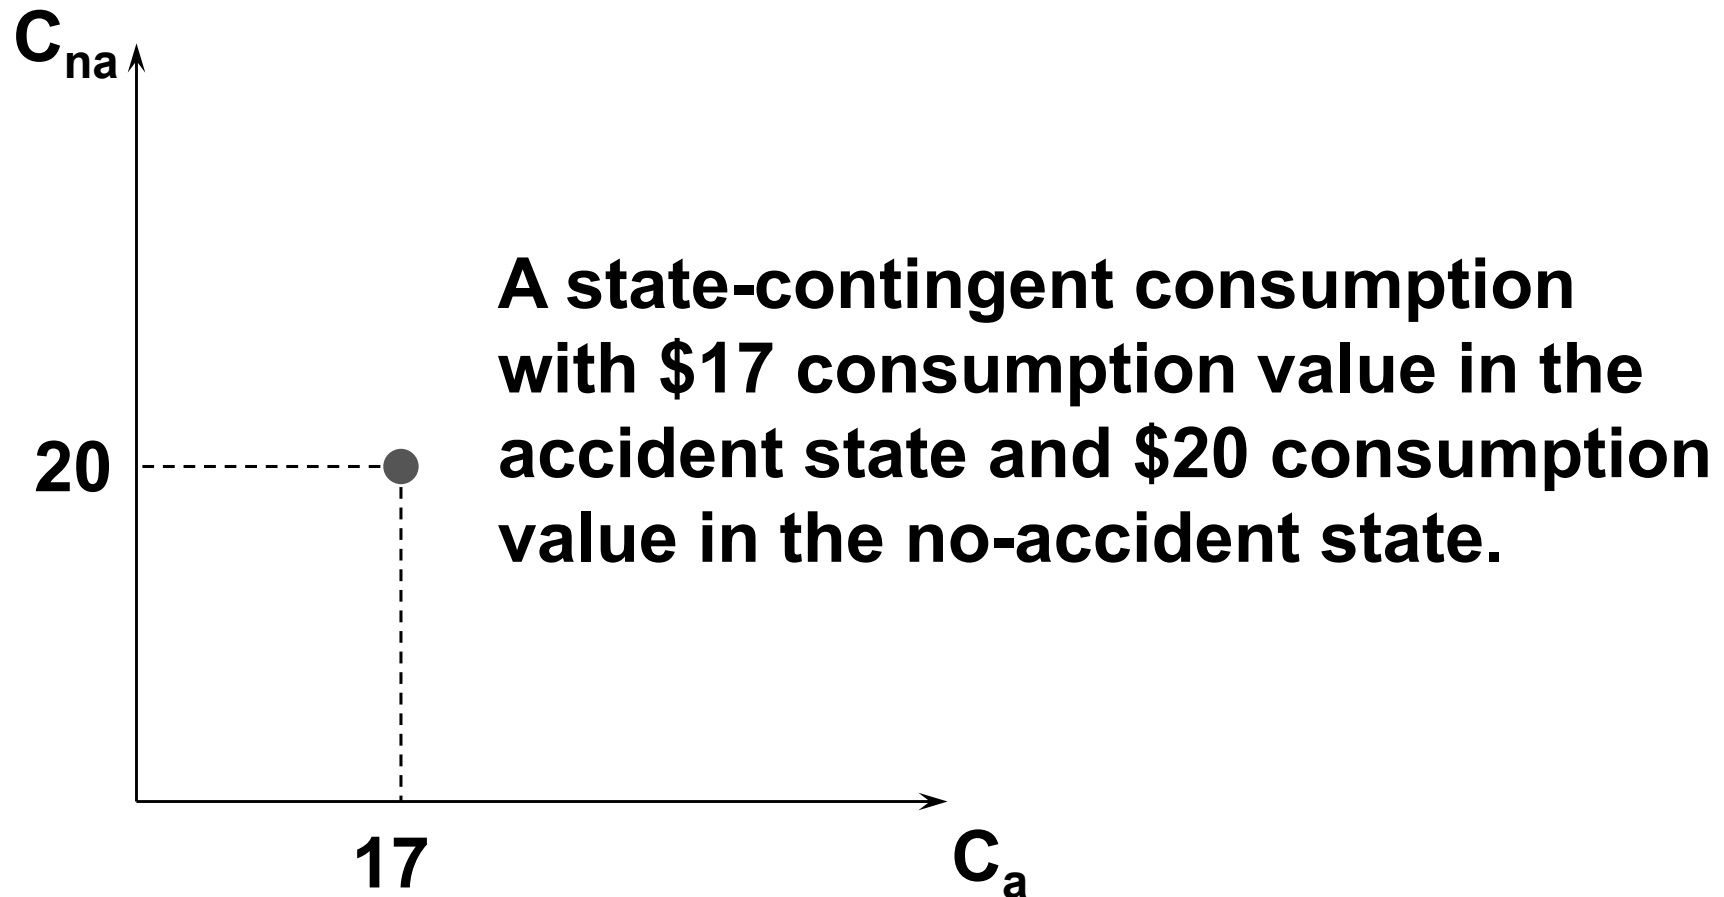 C_na
A state-contingent consumption
with $17 consumption value in the
accident state and $20 consumption
value in the no-accident state.
20
17
C_a